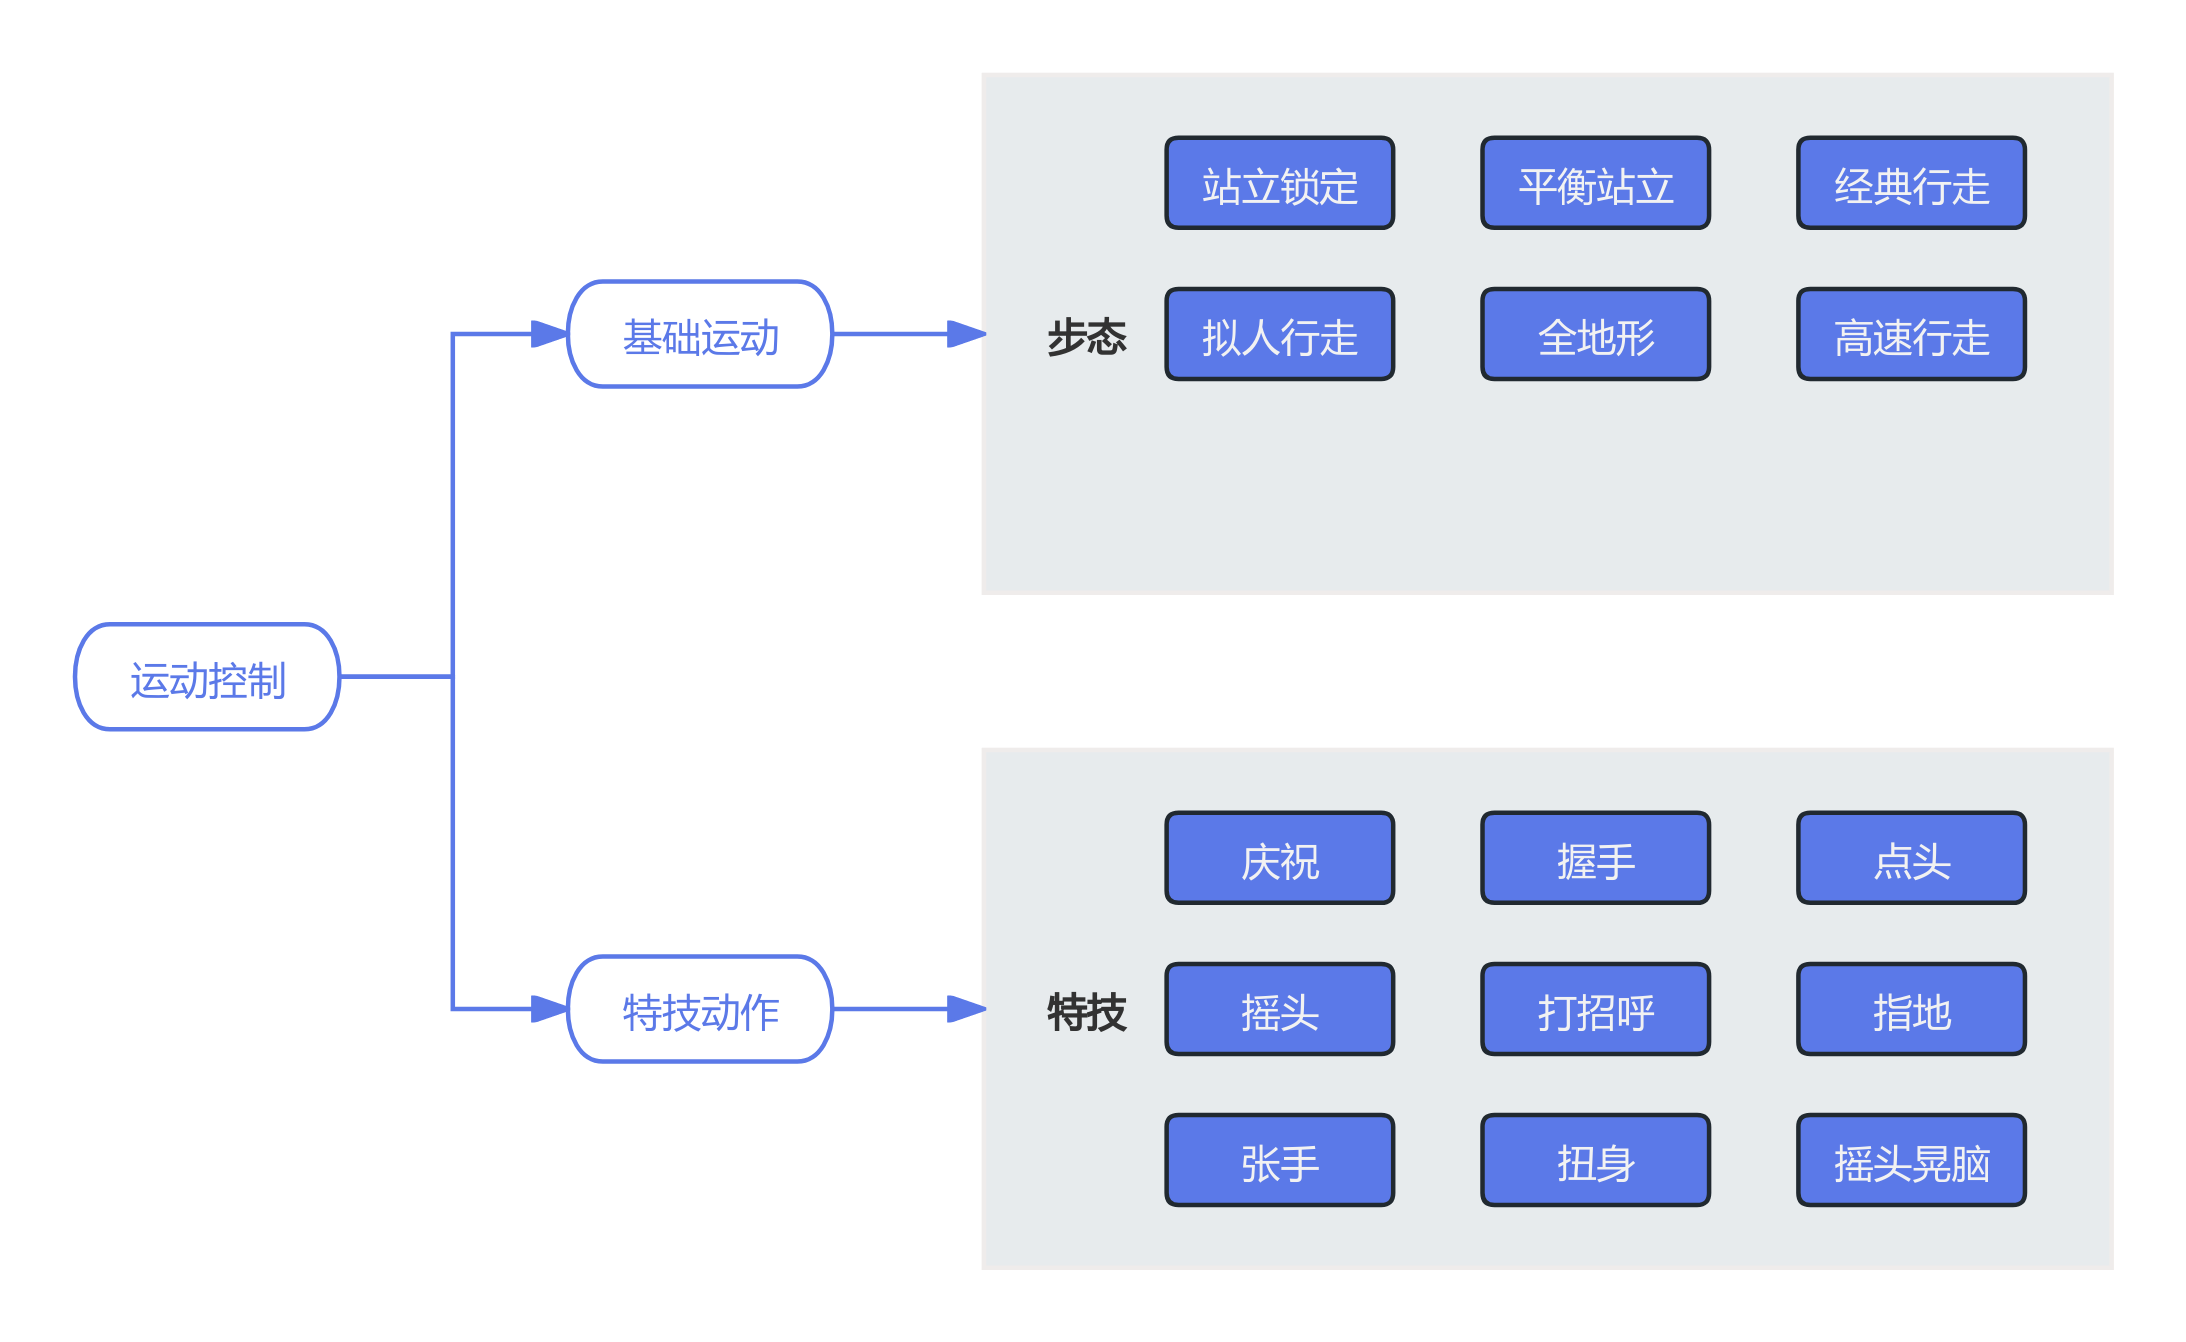 运动控制
基础运动
步态
站立锁定
平衡站立
经典行走
拟人行走
全地形
高速行走
特技动作
特技
庆祝
握手
点头
摇头
打招呼
指地
张手
扭身
摇头晃脑